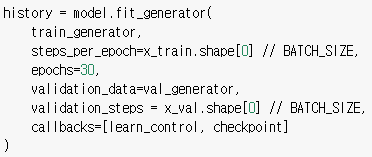 history = model.fit_generator(
    train_generator,
    steps_per_epoch=x_train.shape[0] // BATCH_SIZE,
    epochs=30,
    validation_data=val_generator,
    validation_steps = x_val.shape[0] // BATCH_SIZE,
    callbacks=[learn_control, checkpoint]
)